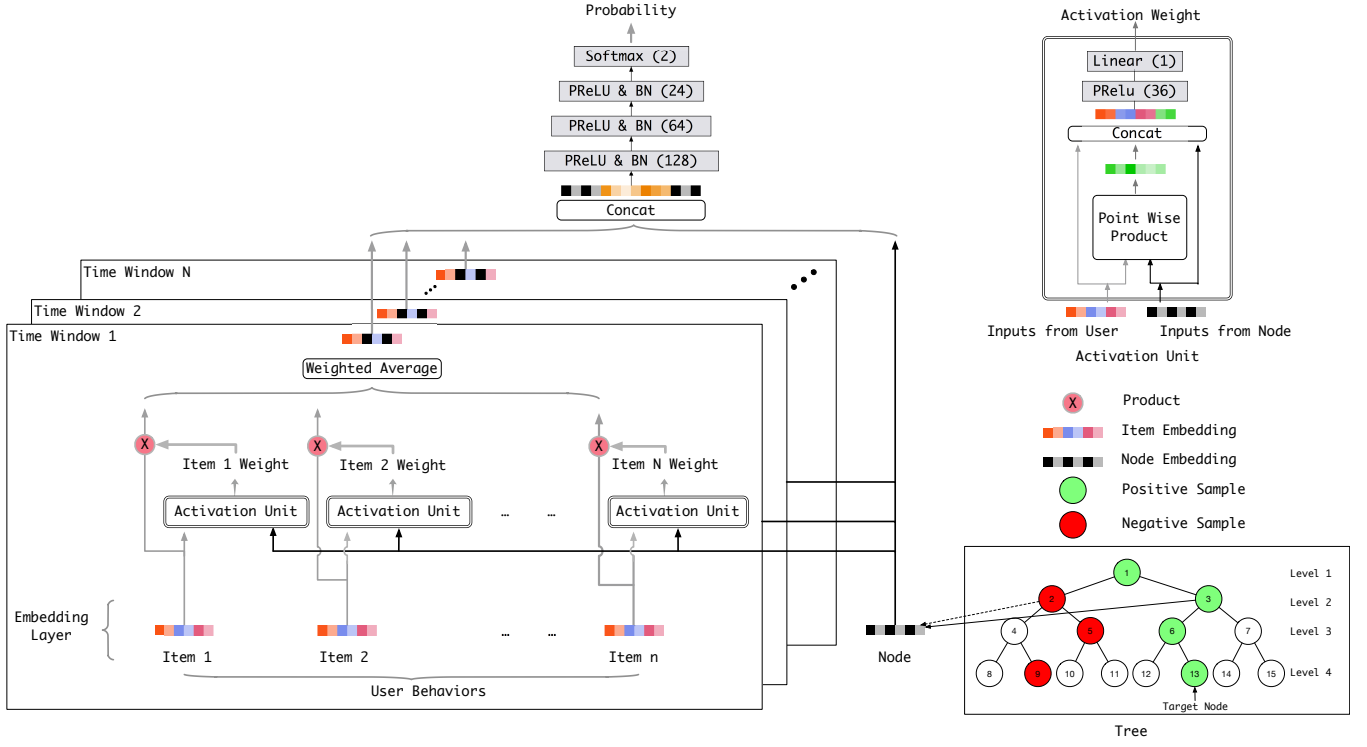 Probability
Softmax (2)
PReLU & BN (24)
PReLU & BN (64)
PReLU & BN (128)
Concat
Time Window N
Time Window 2
Time Window 1
Weighted Average
X
X
X
Item 1 Weight
Item 2 Weight
Item N Weight
Activation Unit
Activation Unit
... ...
Activation Unit
Embedding
Layer
... ...
Item 1
Item 2
Item n
User Behaviors
Node
Activation Weight
Linear (1)
PRelu (36)
Concat
Point Wise
Product
Inputs from User
Inputs from Node
Activation Unit
X
Product
Item Embedding
Node Embedding
Positive Sample
Negative Sample
1
Level 1
2
3
Level 2
4
5
6
7
Level 3
8
9
10
11
12
13
14
15
Level 4
Target Node
Tree